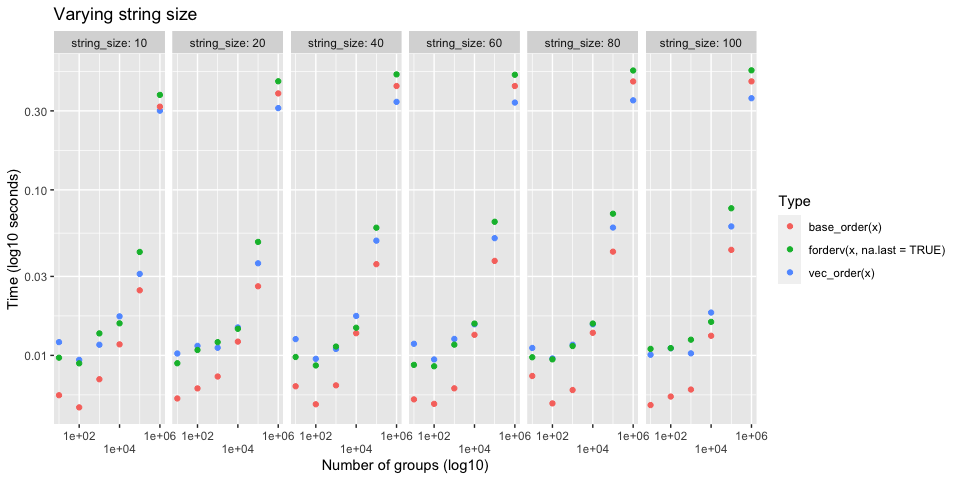 Varying string size
string_size: 10 string_size: 20 string_size: 40 string_size: 60 string_size: 80 string_size: 100
Time (log10 seconds)
0.30
0.10
0.03
0.01
1e+02 1e+06 1e+02 1e+06 1e+02 1e+06 1e+02 1e+06 1e+02 1e+06 1e+02 1e+06
1e+04 1e+04 1e+04 1e+04 1e+04 1e+04
Number of groups (log10)
Type
base_order(x)
forderv(x, na.last = TRUE)
vec_order(x)